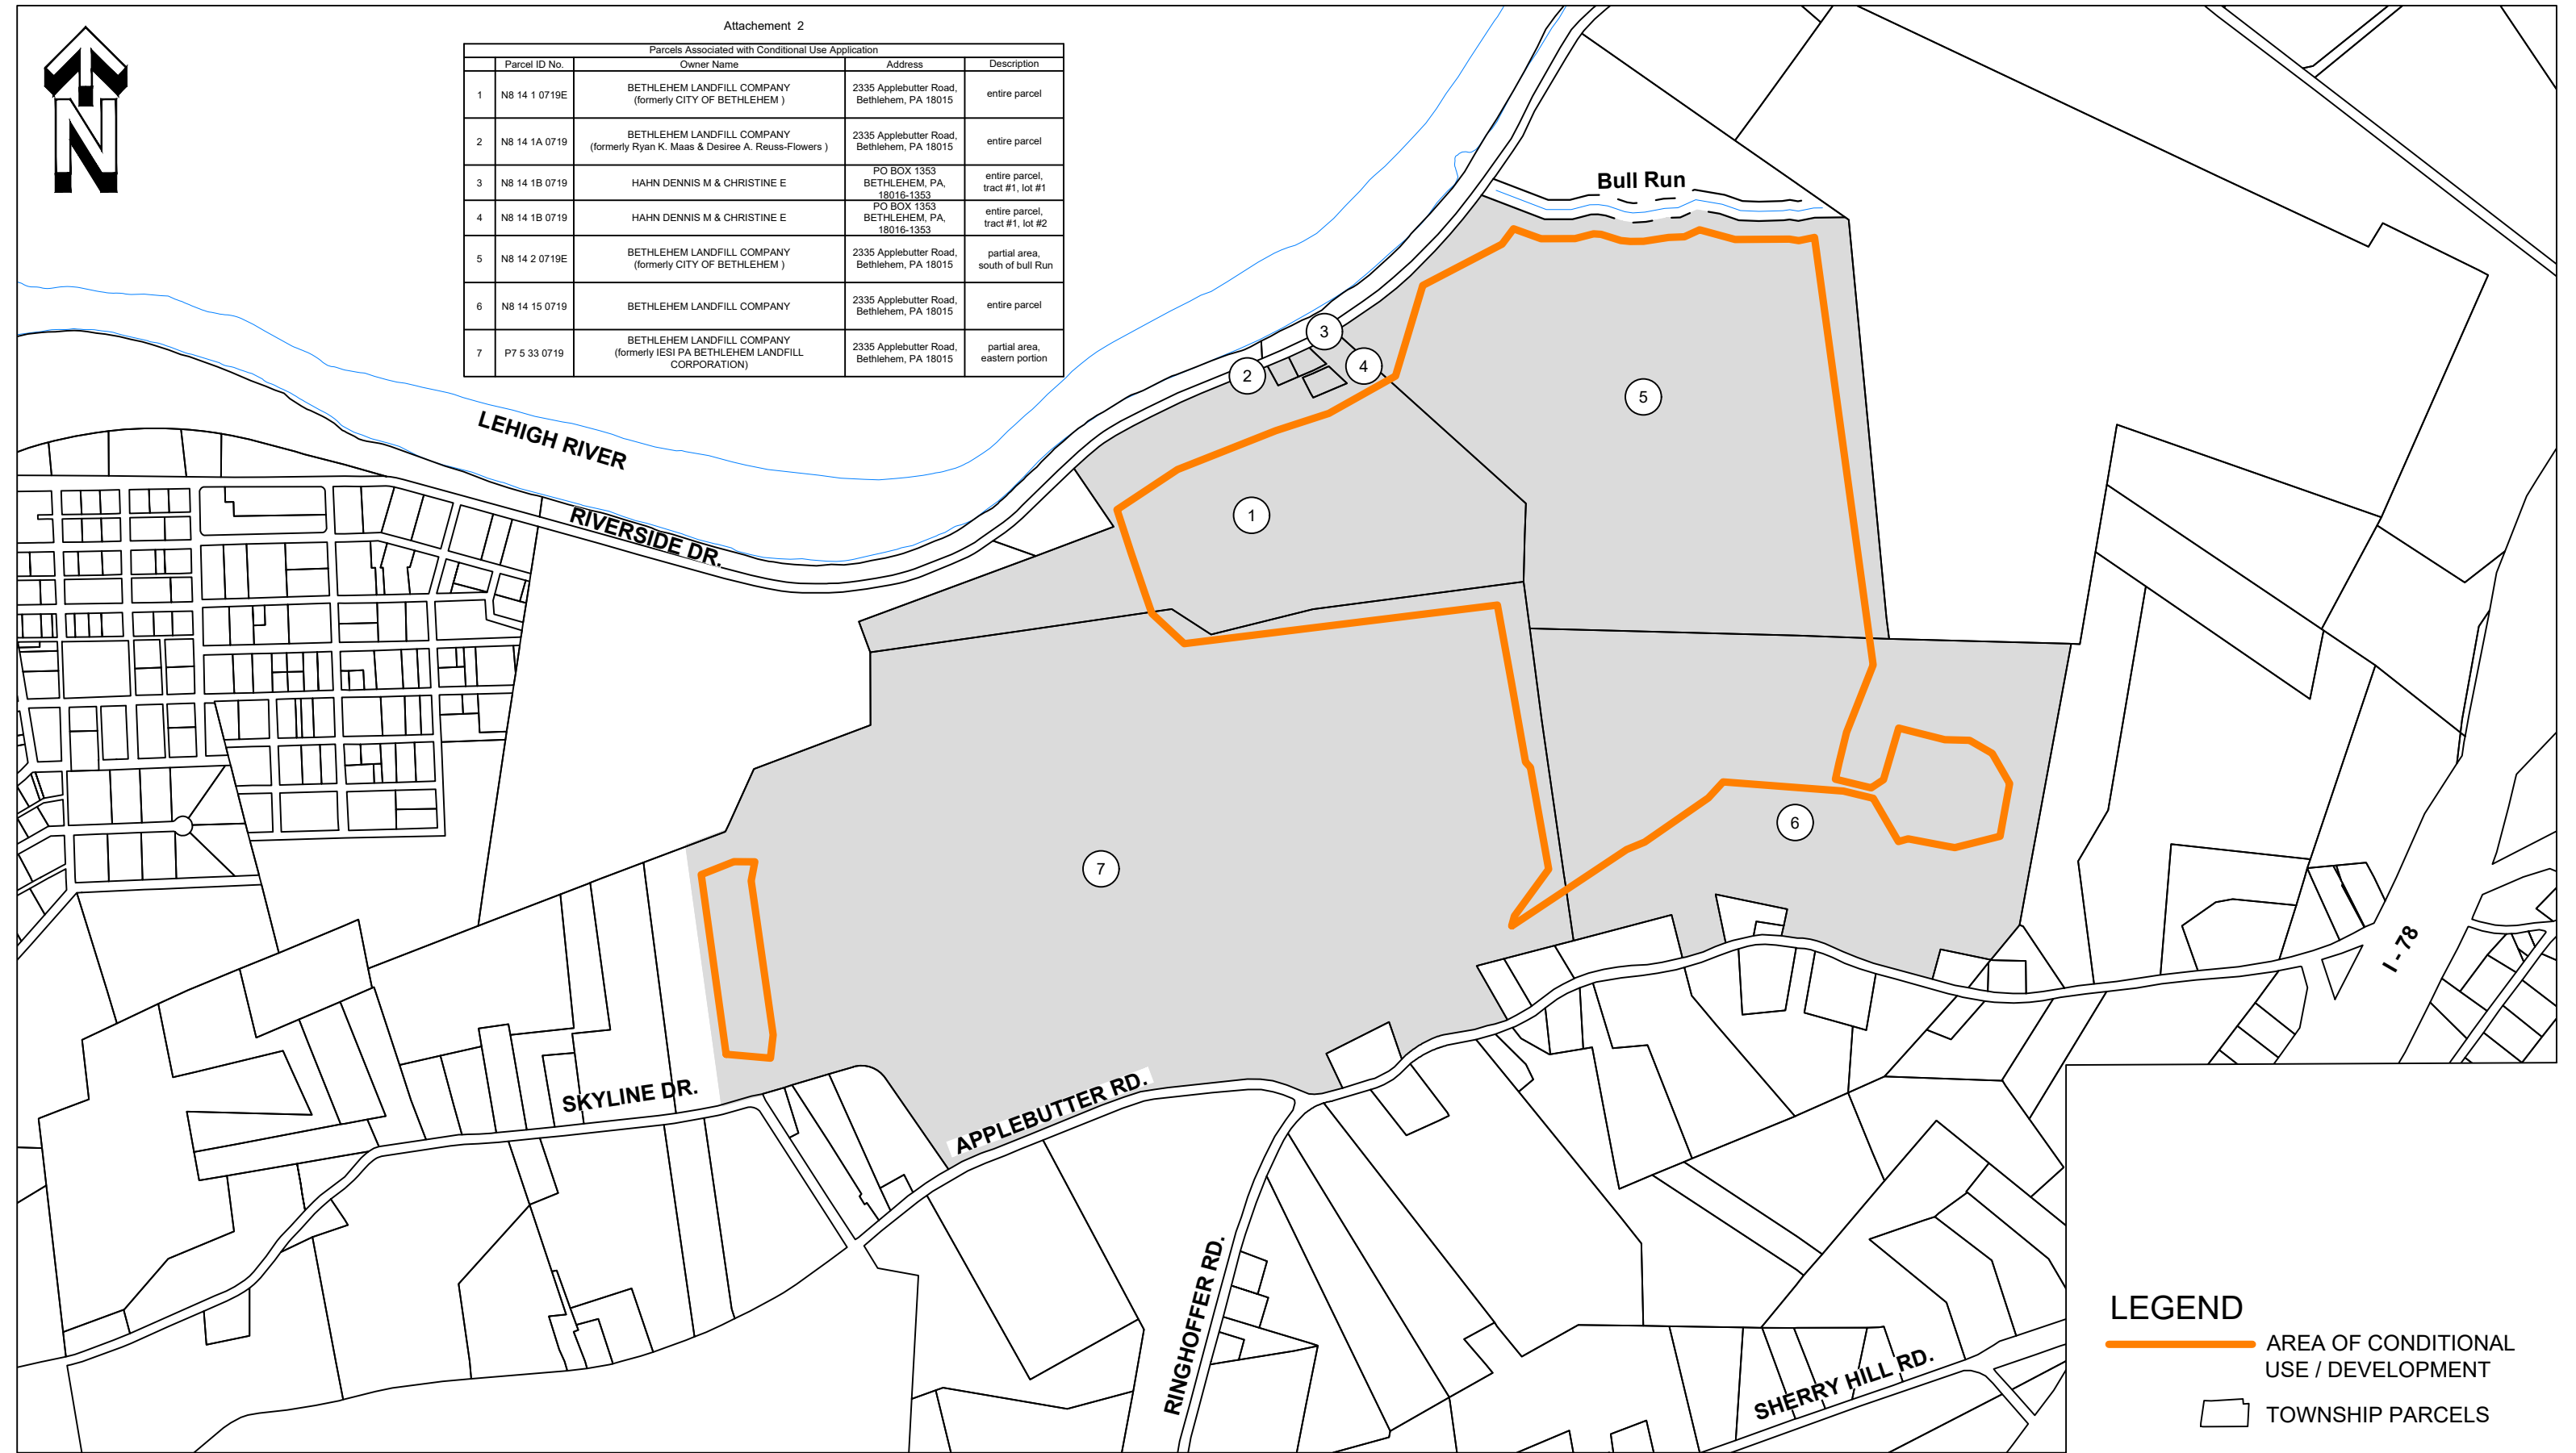 Attachement 2
Parcels Associated with Conditional Use Application
Parcel ID No. Owner Name Address Description
1 N8 14 1 0719E BETHLEHEM LANDFILL COMPANY (formerly CITY OF BETHLEHEM ) 2335 Applebutter Road, Bethlehem, PA 18015 entire parcel
2 N8 14 1A 0719 BETHLEHEM LANDFILL COMPANY (formerly Ryan K. Maas & Desiree A. Reuss-Flowers ) 2335 Applebutter Road, Bethlehem, PA 18015 entire parcel
3 N8 14 1B 0719 HAHN DENNIS M & CHRISTINE E PO BOX 1353 BETHLEHEM, PA, 18016-1353 entire parcel, tract #1, lot #1
4 N8 14 1B 0719 HAHN DENNIS M & CHRISTINE E PO BOX 1353 BETHLEHEM, PA, 18016-1353 entire parcel, tract #1, lot #2
5 N8 14 2 0719E BETHLEHEM LANDFILL COMPANY (formerly CITY OF BETHLEHEM ) 2335 Applebutter Road, Bethlehem, PA 18015 partial area, south of bull Run
6 N8 14 15 0719 BETHLEHEM LANDFILL COMPANY 2335 Applebutter Road, Bethlehem, PA 18015 entire parcel
7 P7 5 33 0719 BETHLEHEM LANDFILL COMPANY (formerly IESI PA BETHLEHEM LANDFILL CORPORATION) 2335 Applebutter Road, Bethlehem, PA 18015 partial area, eastern portion
N
Bull Run
3
4
2
5
LEHIGH RIVER
1
RIVERSIDE DR.
6
7
I - 78
SKYLINE DR.
APPLEBUTTER RD.
RINGHOFFER RD.
SHERRY HILL RD.
LEGEND
AREA OF CONDITIONAL
USE / DEVELOPMENT
TOWNSHIP PARCELS